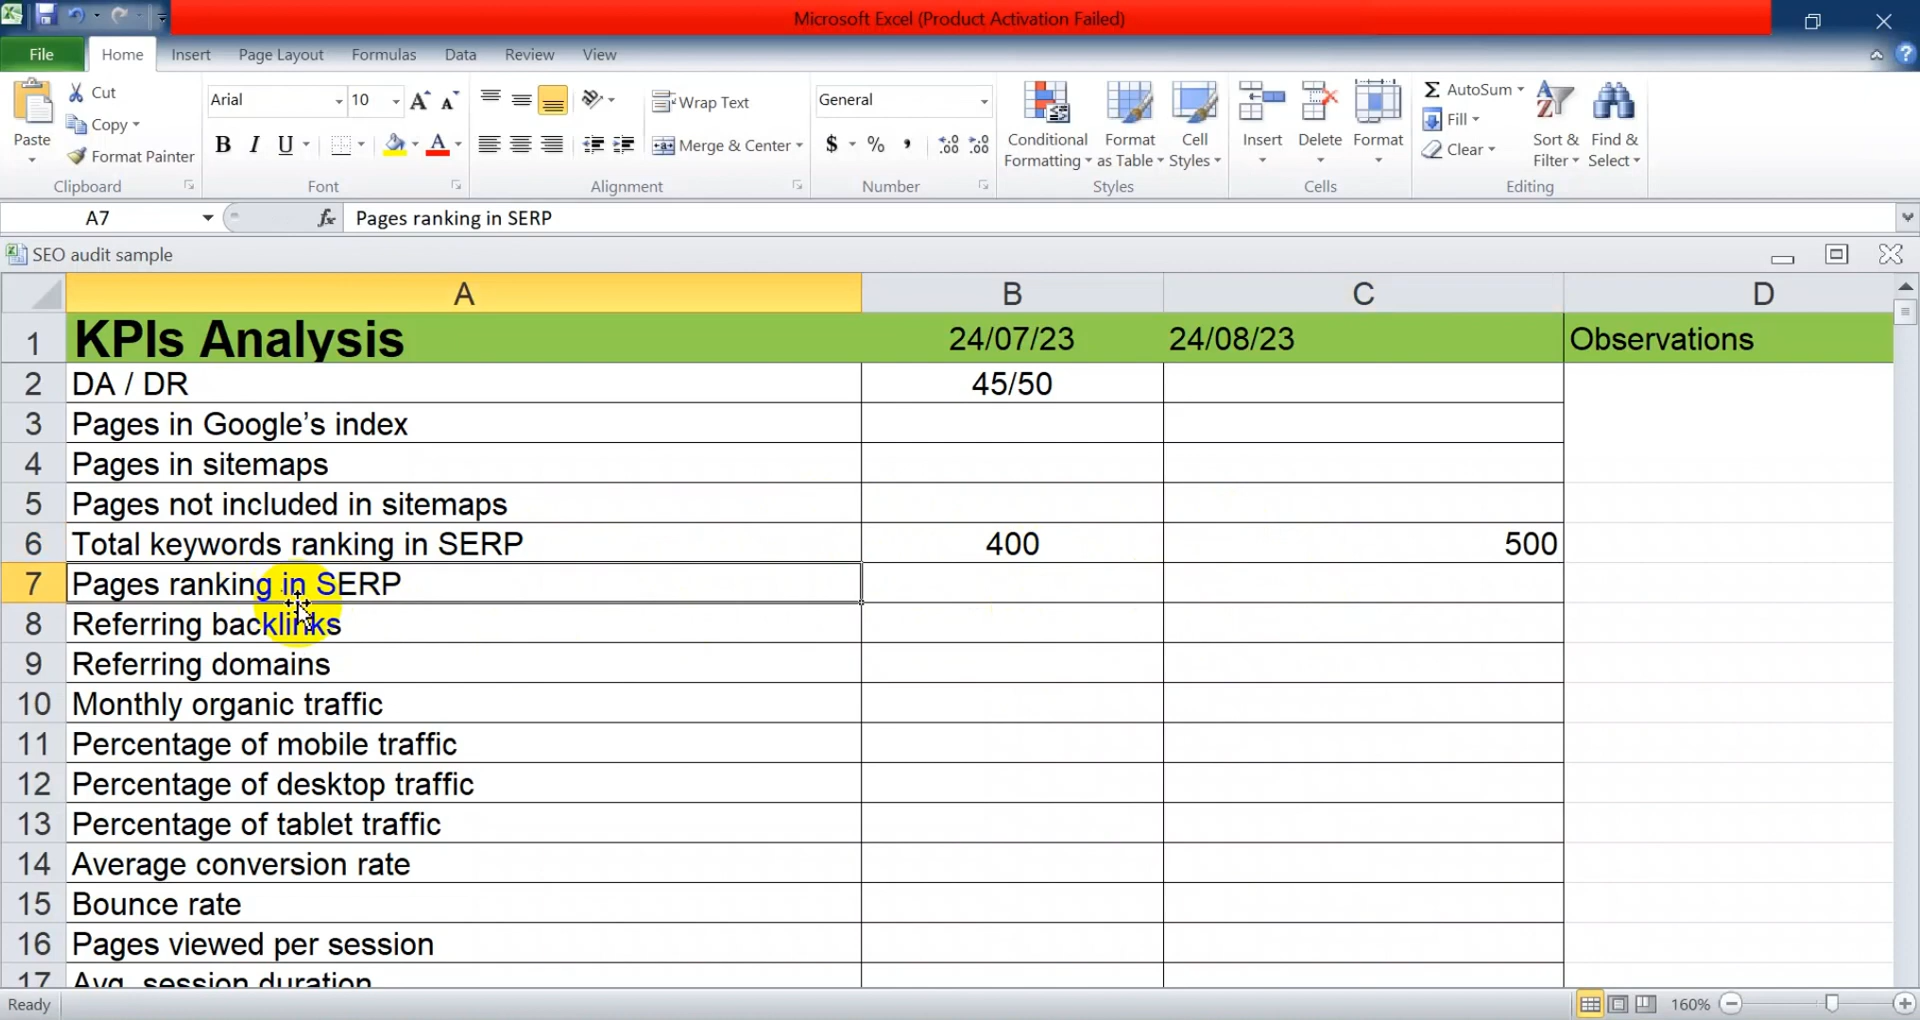 Microsoft Excel (Product Activation Failed)
File Home Insert Page Layout Formulas Data Review View
Paste
Cut
Copy
Format Painter
Clipboard
Arial 10
B I U
Font
Wrap Text
Merge & Center
Alignment
General
$ % ,
Number
Conditional Formatting
Format as Table
Cell Styles
Styles
Insert
Delete
Format
Cells
AutoSum
Fill
Clear
Sort & Filter
Find & Select
Editing
A7 fx Pages ranking in SERP
SEO audit sample
A B C D
1 KPIs Analysis 24/07/23 24/08/23 Observations
2 DA / DR 45/50
3 Pages in Google’s index
4 Pages in sitemaps
5 Pages not included in sitemaps
6 Total keywords ranking in SERP 400 500
7 Pages ranking in SERP
8 Referring backlinks
9 Referring domains
10 Monthly organic traffic
11 Percentage of mobile traffic
12 Percentage of desktop traffic
13 Percentage of tablet traffic
14 Average conversion rate
15 Bounce rate
16 Pages viewed per session
17 Avg. session duration
Ready 160%